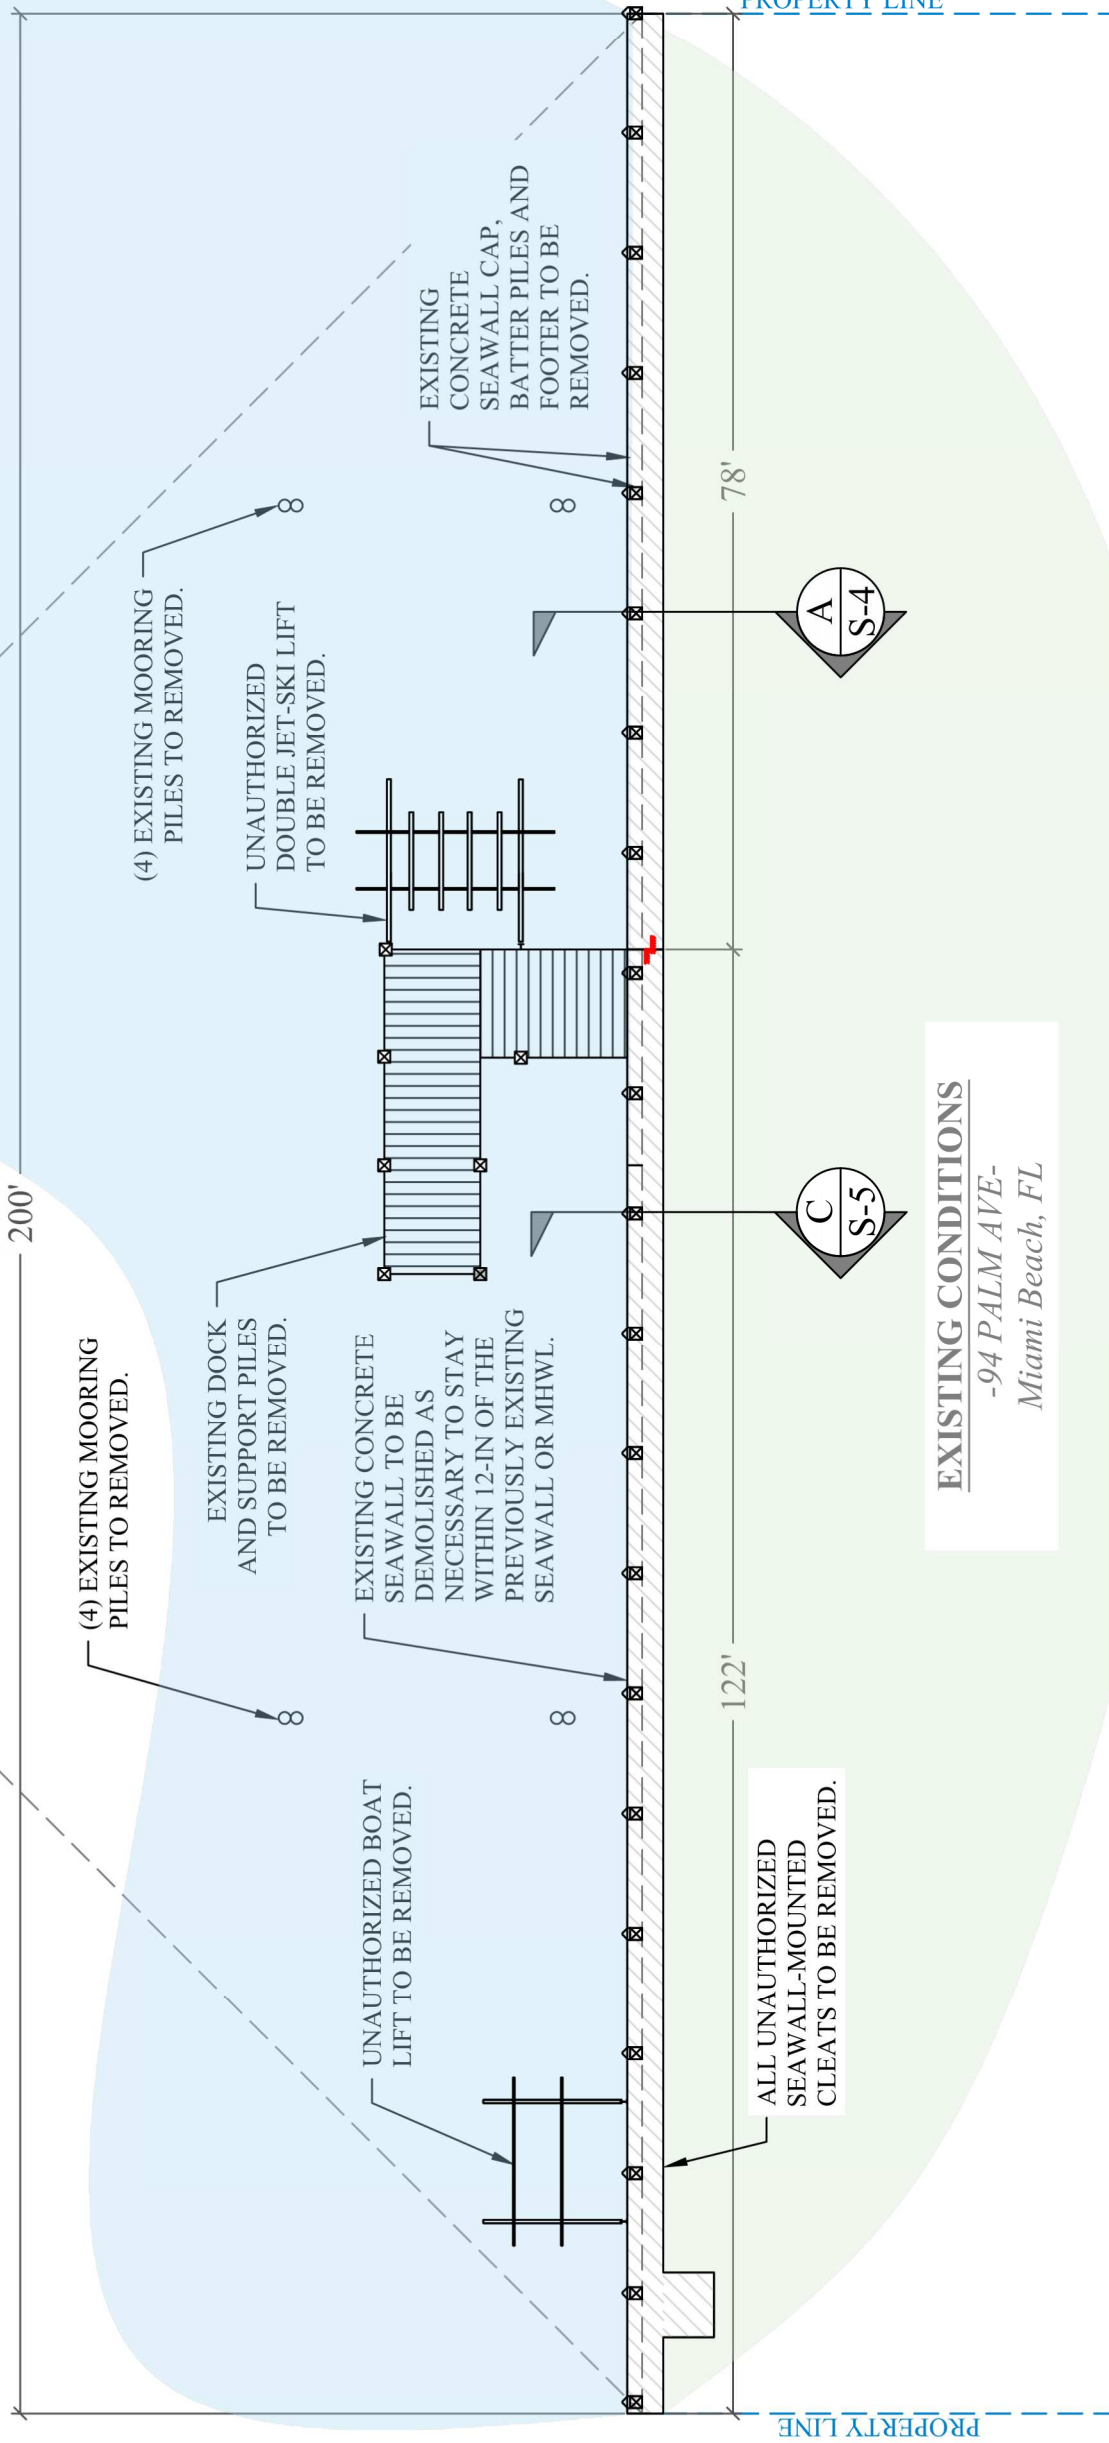 200'
(4) EXISTING MOORING
PILES TO REMOVED.
EXISTING DOCK
AND SUPPORT PILES
TO BE REMOVED.
EXISTING CONCRETE
SEAWALL TO BE
DEMOLISHED AS
NECESSARY TO STAY
WITHIN 12-IN OF THE
PREVIOUSLY EXISTING
SEAWALL OR MHWL.
UNAUTHORIZED BOAT
LIFT TO BE REMOVED.
(4) EXISTING MOORING
PILES TO REMOVED.
UNAUTHORIZED
DOUBLE JET-SKI LIFT
TO BE REMOVED.
EXISTING
CONCRETE
SEAWALL CAP,
BATTER PILES AND
FOOTER TO BE
REMOVED.
122'
78'
ALL UNAUTHORIZED
SEAWALL-MOUNTED
CLEATS TO BE REMOVED.
C
S-5
A
S-4
PROPERTY LINE
PROPERTY LINE
EXISTING CONDITIONS
-94 PALM AVE-
Miami Beach, FL